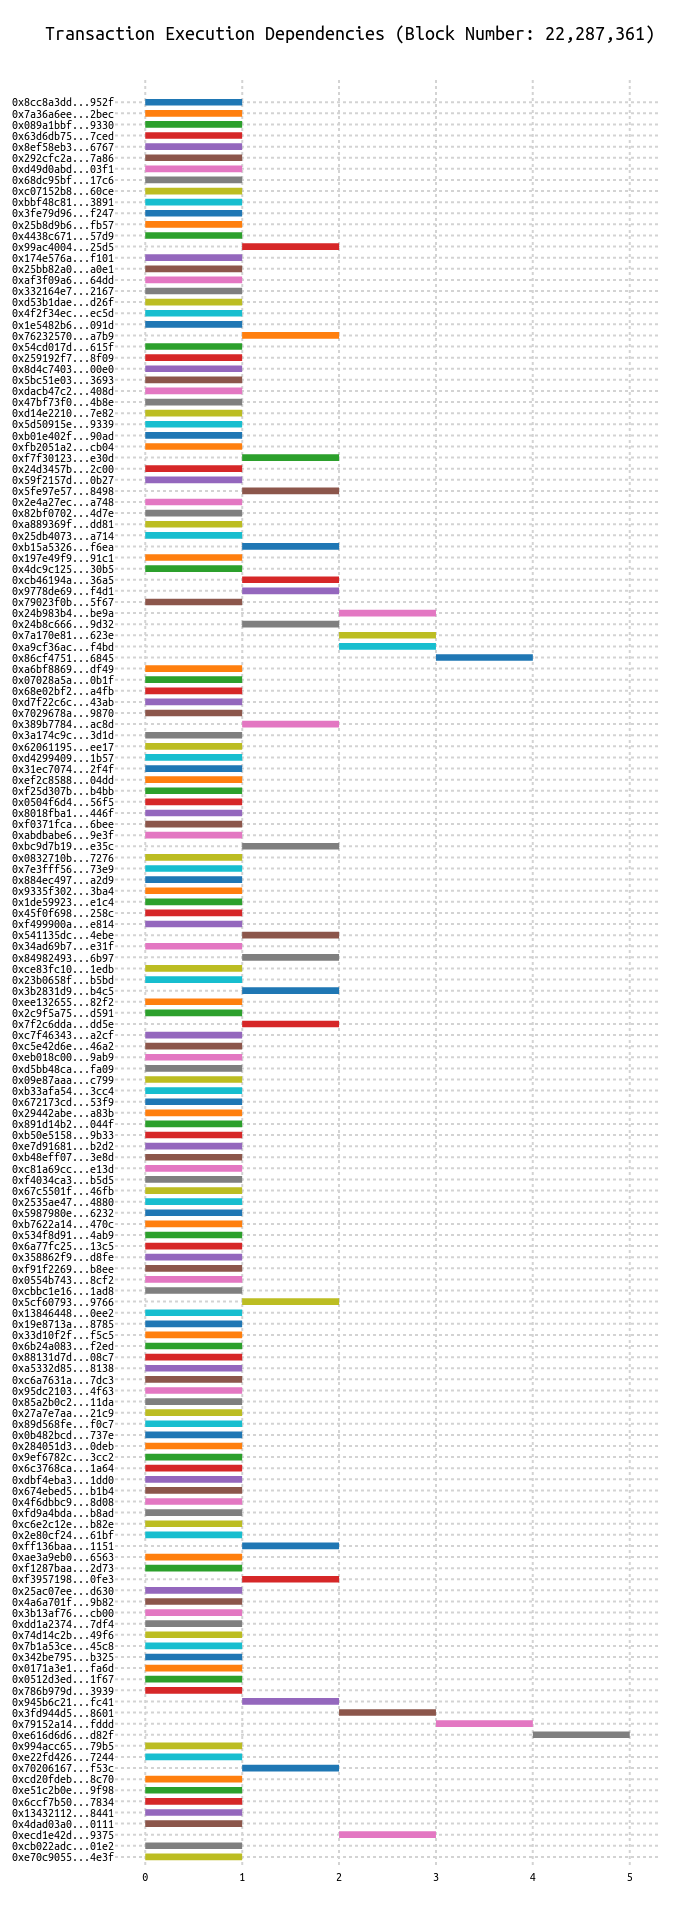 Transaction Execution Dependencies (Block Number: 22,287,361)
0x8cc8a3dd...952f
0x7a36a6ee...2bec
0x089a1bbf...9330
0x63d6db75...7ced
0x8ef58eb3...6767
0x292cfc2a...7a86
0xd49d0abd...03f1
0x68dc95bf...17c6
0xc07152b8...60ce
0xbbf48c81...3891
0x3fe79d96...f247
0x25b8d9b6...fb57
0x4438c671...57d9
0x99ac4004...25d5
0x174e576a...f101
0x25bb82a0...a0e1
0xaf3f09a6...64dd
0x332164e7...2167
0xd53b1dae...d26f
0x4f2f34ec...ec5d
0x1e5482b6...091d
0x76232570...a7b9
0x54cd017d...615f
0x259192f7...8f09
0x8d4c7403...00e0
0x5bc51e03...3693
0xdacb47c2...408d
0x47bf73f0...4b8e
0xd14e2210...7e82
0x5d50915e...9339
0xb01e402f...90ad
0xfb2051a2...cb04
0xf7f30123...e30d
0x24d3457b...2c00
0x59f2157d...0b27
0x5fe97e57...8498
0x2e4a27ec...a748
0x82bf0702...4d7e
0xa889369f...dd81
0x25db4073...a714
0xb15a5326...f6ea
0x197e49f9...91c1
0x4dc9c125...30b5
0xcb46194a...36a5
0x9778de69...f4d1
0x79023f0b...5f67
0x24b983b4...be9a
0x24b8c666...9d32
0x7a170e81...623e
0xa9cf36ac...f4bd
0x86cf4751...6845
0xa6bf8869...df49
0x07028a5a...0b1f
0x68e02bf2...a4fb
0xd7f22c6c...43ab
0x7029678a...9870
0x389b7784...ac8d
0x3a174c9c...3d1d
0x62061195...ee17
0xd4299409...1b57
0x31ec7074...2f4f
0xef2c8588...04dd
0xf25d307b...b4bb
0x0504f6d4...56f5
0x8018fba1...446f
0xf0371fca...6bee
0xabdbabe6...9e3f
0xbc9d7b19...e35c
0x0832710b...7276
0x7e3fff56...73e9
0x884ec497...a2d9
0x9335f302...3ba4
0x1de59923...e1c4
0x45f0f698...258c
0xf499900a...e814
0x541135dc...4ebe
0x34ad69b7...e31f
0x84982493...6b97
0xce83fc10...1edb
0x23b0658f...b5bd
0x3b2831d9...b4c5
0xee132655...82f2
0x2c9f5a75...d591
0x7f2c6dda...dd5e
0xc7f46343...a2cf
0xc5e42d6e...46a2
0xeb018c00...9ab9
0xd5bb48ca...fa09
0x09e87aaa...c799
0xb33afa54...3cc4
0x672173cd...53f9
0x29442abe...a83b
0x891d14b2...044f
0xb50e5158...9b33
0xe7d91681...b2d2
0xb48eff07...3e8d
0xc81a69cc...e13d
0xf4034ca3...b5d5
0x67c5501f...46fb
0x2535ae47...4880
0x5987980e...6232
0xb7622a14...470c
0x534f8d91...4ab9
0x6a77fc25...13c5
0x358862f9...d8fe
0xf91f2269...b8ee
0x0554b743...8cf2
0xcbbc1e16...1ad8
0x5cf60793...9766
0x13846448...0ee2
0x19e8713a...8785
0x33d10f2f...f5c5
0x6b24a083...f2ed
0x88131d7d...08c7
0xa5332d85...8138
0xc6a7631a...7dc3
0x95dc2103...4f63
0x85a2b0c2...11da
0x27a7e7aa...21c9
0x89d568fe...f0c7
0x0b482bcd...737e
0x284051d3...0deb
0x9ef6782c...3cc2
0x6c3768ca...1a64
0xdbf4eba3...1dd0
0x674ebed5...b1b4
0x4f6dbbc9...8d08
0xfd9a4bda...b8ad
0xc6e2c12e...b82e
0x2e80cf24...61bf
0xff136baa...1151
0xae3a9eb0...6563
0xf1287baa...2d73
0xf3957198...0fe3
0x25ac07ee...d630
0x4a6a701f...9b82
0x3b13af76...cb00
0xdd1a2374...7df4
0x74d14c2b...49f6
0x7b1a53ce...45c8
0x342be795...b325
0x0171a3e1...fa6d
0x0512d3ed...1f67
0x786b979d...3939
0x945b6c21...fc41
0x3fd944d5...8601
0x79152a14...fddd
0xe616d6d6...d82f
0x994acc65...79b5
0xe22fd426...7244
0x70206167...f53c
0xcd20fdeb...8c70
0xe51c2b0e...9f98
0x6ccf7b50...7834
0x13432112...8441
0x4dad03a0...0111
0xecd1e42d...9375
0xcb022adc...01e2
0xe70c9055...4e3f
0 1 2 3 4 5